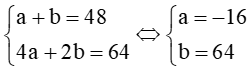 {a + b = 48 ⇔ {a = −16
{4a + 2b = 64 {b = 64